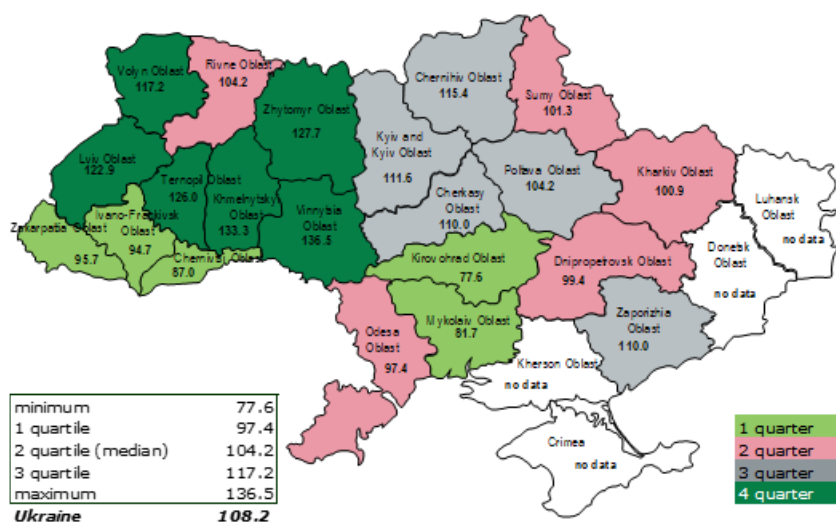 Volyn Oblast
117.2
Rivne Oblast
104.2
Zhytomyr Oblast
127.7
Kyiv and
Kyiv Oblast
111.6
Chernihiv Oblast
115.4
Sumy Oblast
101.3
Lviv Oblast
122.9
Ternopil Oblast
126.0
Khmelnytsky
Oblast
133.3
Vinnytsia
Oblast
136.5
Cherkasy
Oblast
110.0
Poltava Oblast
104.2
Kharkiv Oblast
100.9
Luhansk
Oblast
no data
Donetsk
Oblast
no data
Zakarpatia Oblast
95.7
Ivano-Frankivsk
Oblast
94.7
Chernivtsi Oblast
87.0
Kirovohrad Oblast
77.6
Dnipropetrovsk Oblast
99.4
Zaporizhia
Oblast
110.0
Odesa
Oblast
97.4
Mykolaiv Oblast
81.7
Kherson Oblast
no data
Crimea
no data
minimum 77.6
1 quartile 97.4
2 quartile (median) 104.2
3 quartile 117.2
maximum 136.5
Ukraine 108.2
1 quarter
2 quarter
3 quarter
4 quarter